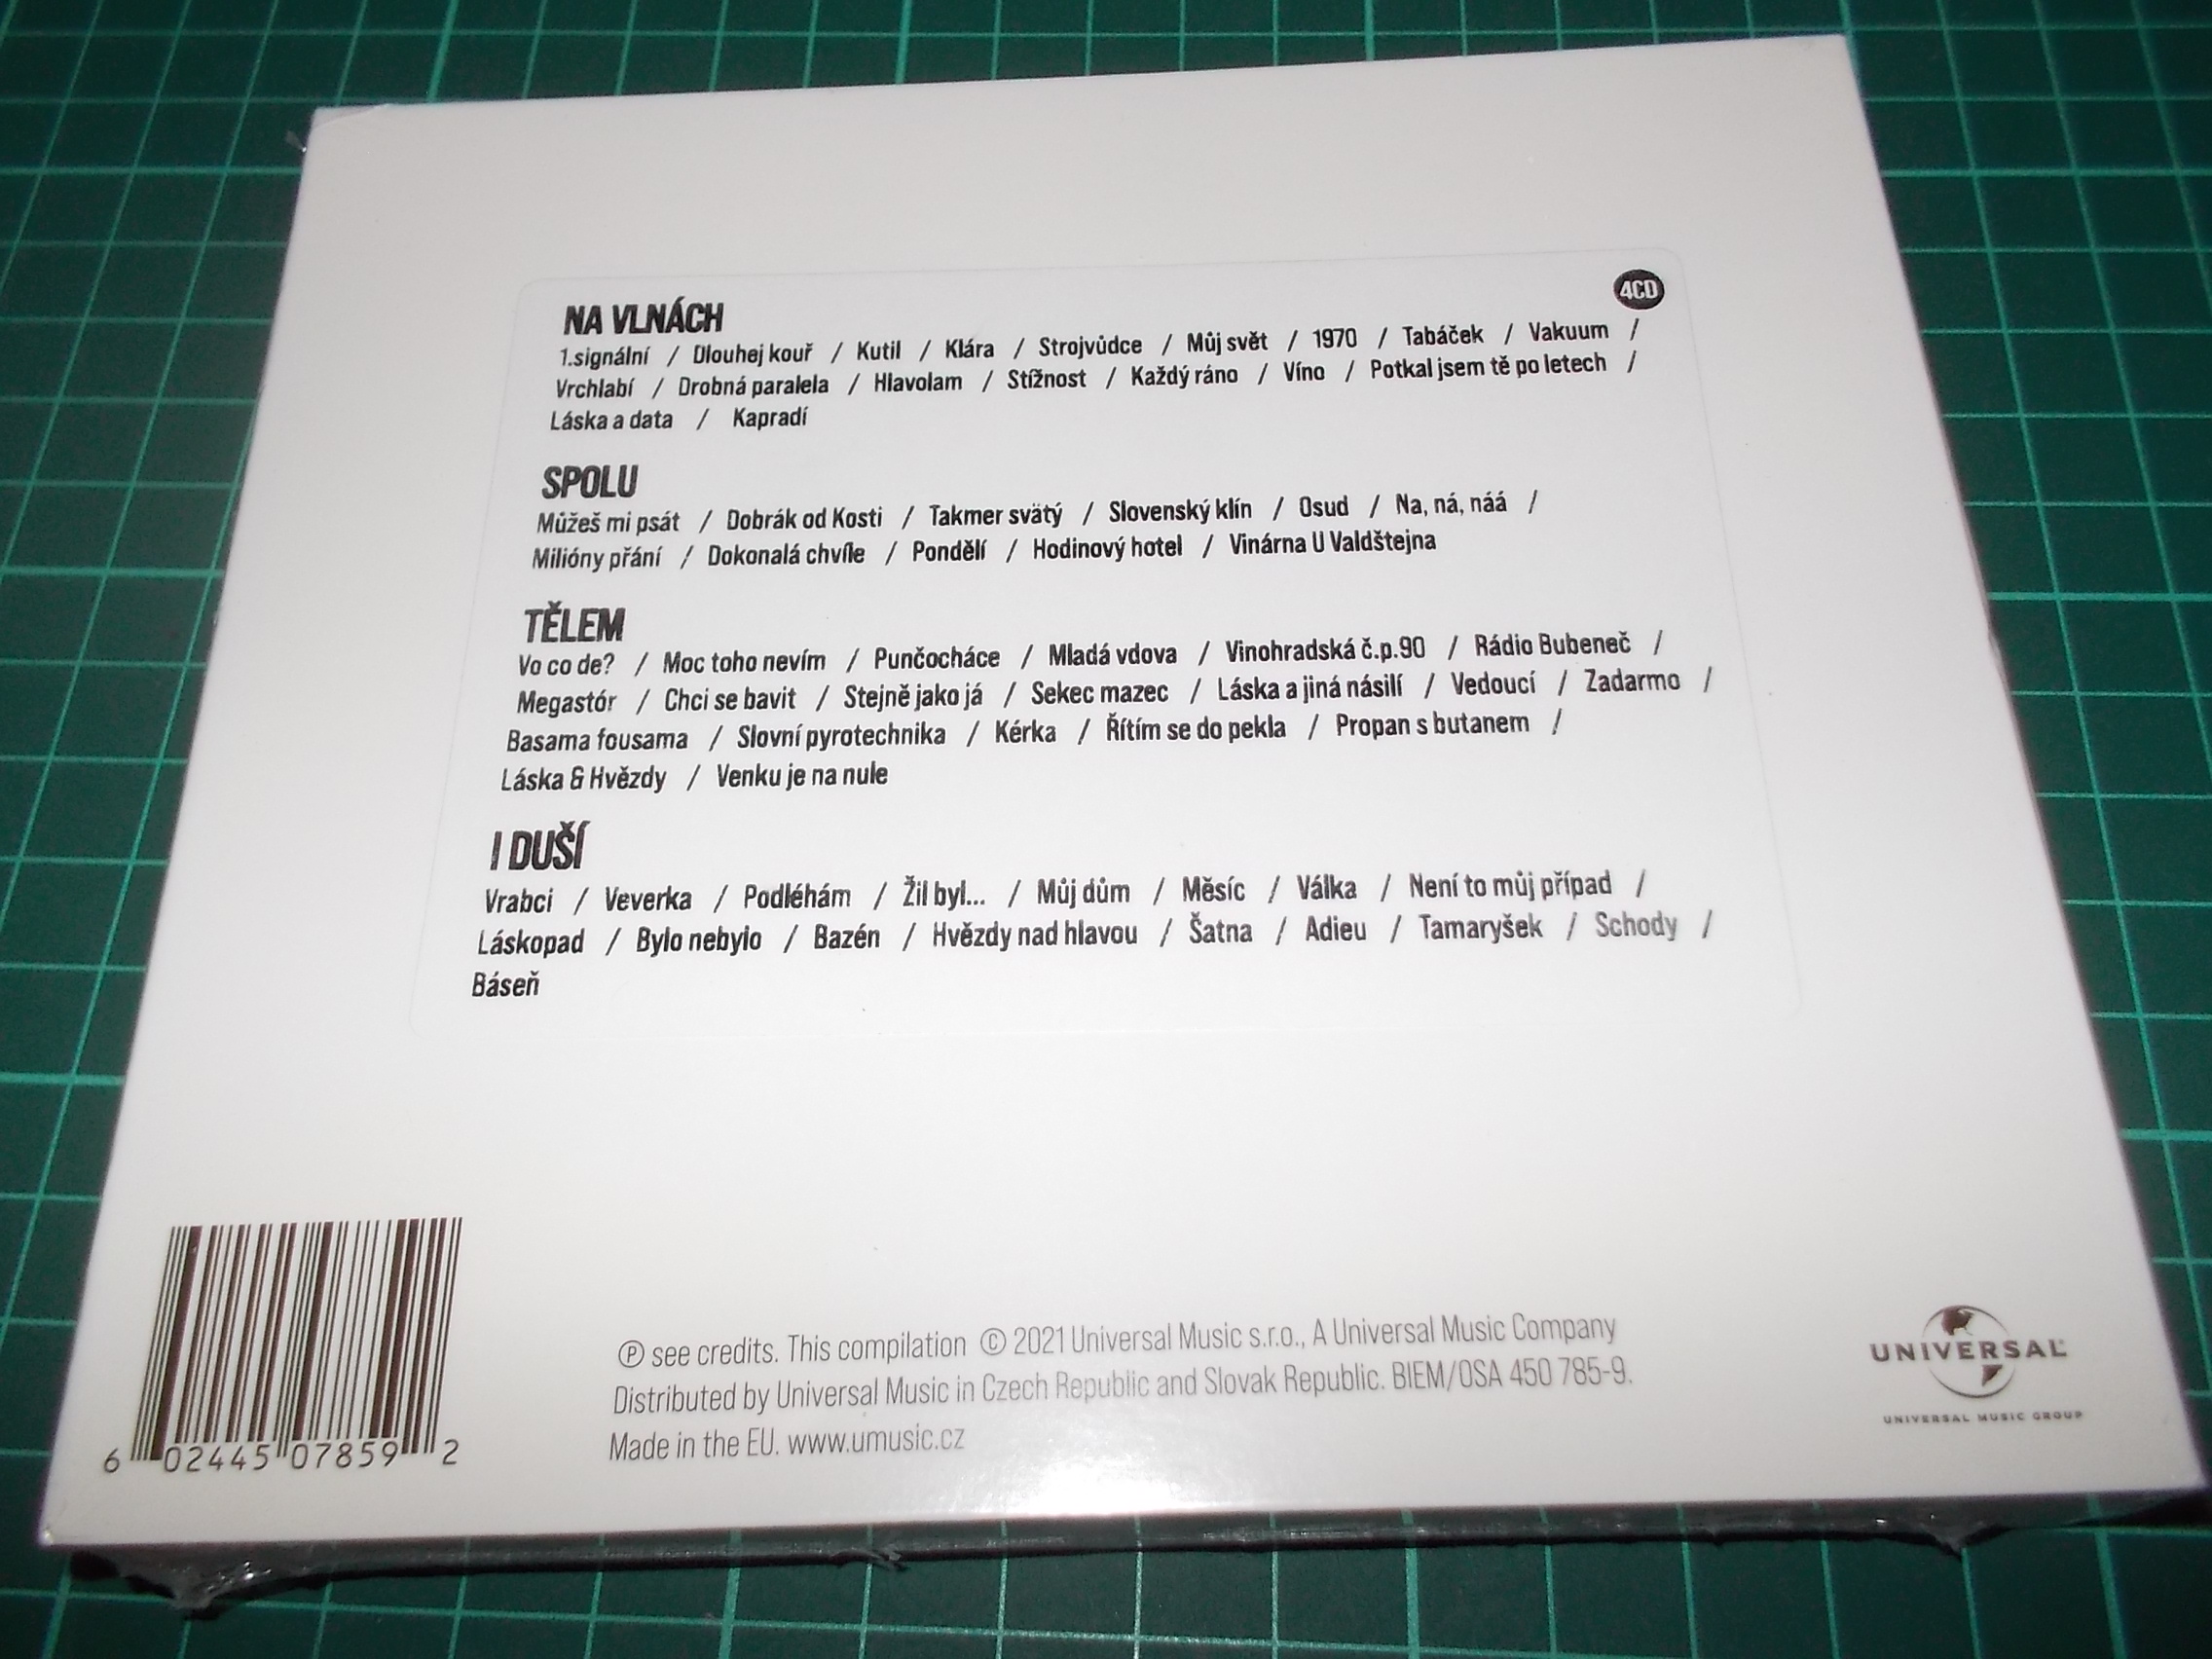 4CD
NA VLNÁCH
1.signální / Dlouhej kouř / Kutil / Klára / Strojvůdce / Můj svět / 1970 / Tabáček / Vakuum /
Vrchlabí / Drobná paralela / Hlavolam / Stížnost / Každý ráno / Víno / Potkal jsem tě po letech /
Láska a data / Kapradí
SPOLU
Můžeš mi psát / Dobrák od Kosti / Takmer svätý / Slovenský klín / Osud / Na, ná, náá /
Milióny přání / Dokonalá chvíle / Pondělí / Hodinový hotel / Vinárna U Valdštejna
TĚLEM
Vo co de? / Moc toho nevím / Punčocháce / Mladá vdova / Vinohradská č.p.90 / Rádio Bubeneč /
Megastór / Chci se bavit / Stejně jako já / Sekec mazec / Láska a jiná násilí / Vedoucí / Zadarmo /
Basama fousama / Slovní pyrotechnika / Kérka / Řítím se do pekla / Propan s butanem /
Láska & Hvězdy / Venku je na nule
I DUŠÍ
Vrabci / Veverka / Podléhám / Žil byl... / Můj dům / Měsíc / Válka / Není to můj případ /
Láskopad / Bylo nebylo / Bazén / Hvězdy nad hlavou / Šatna / Adieu / Tamaryšek / Schody /
Báseň
6 02445 07859 2
Ⓟ see credits. This compilation © 2021 Universal Music s.r.o., A Universal Music Company
Distributed by Universal Music in Czech Republic and Slovak Republic. BIEM/OSA 450 785-9.
Made in the EU. www.umusic.cz
UNIVERSAL
UNIVERSAL MUSIC GROUP